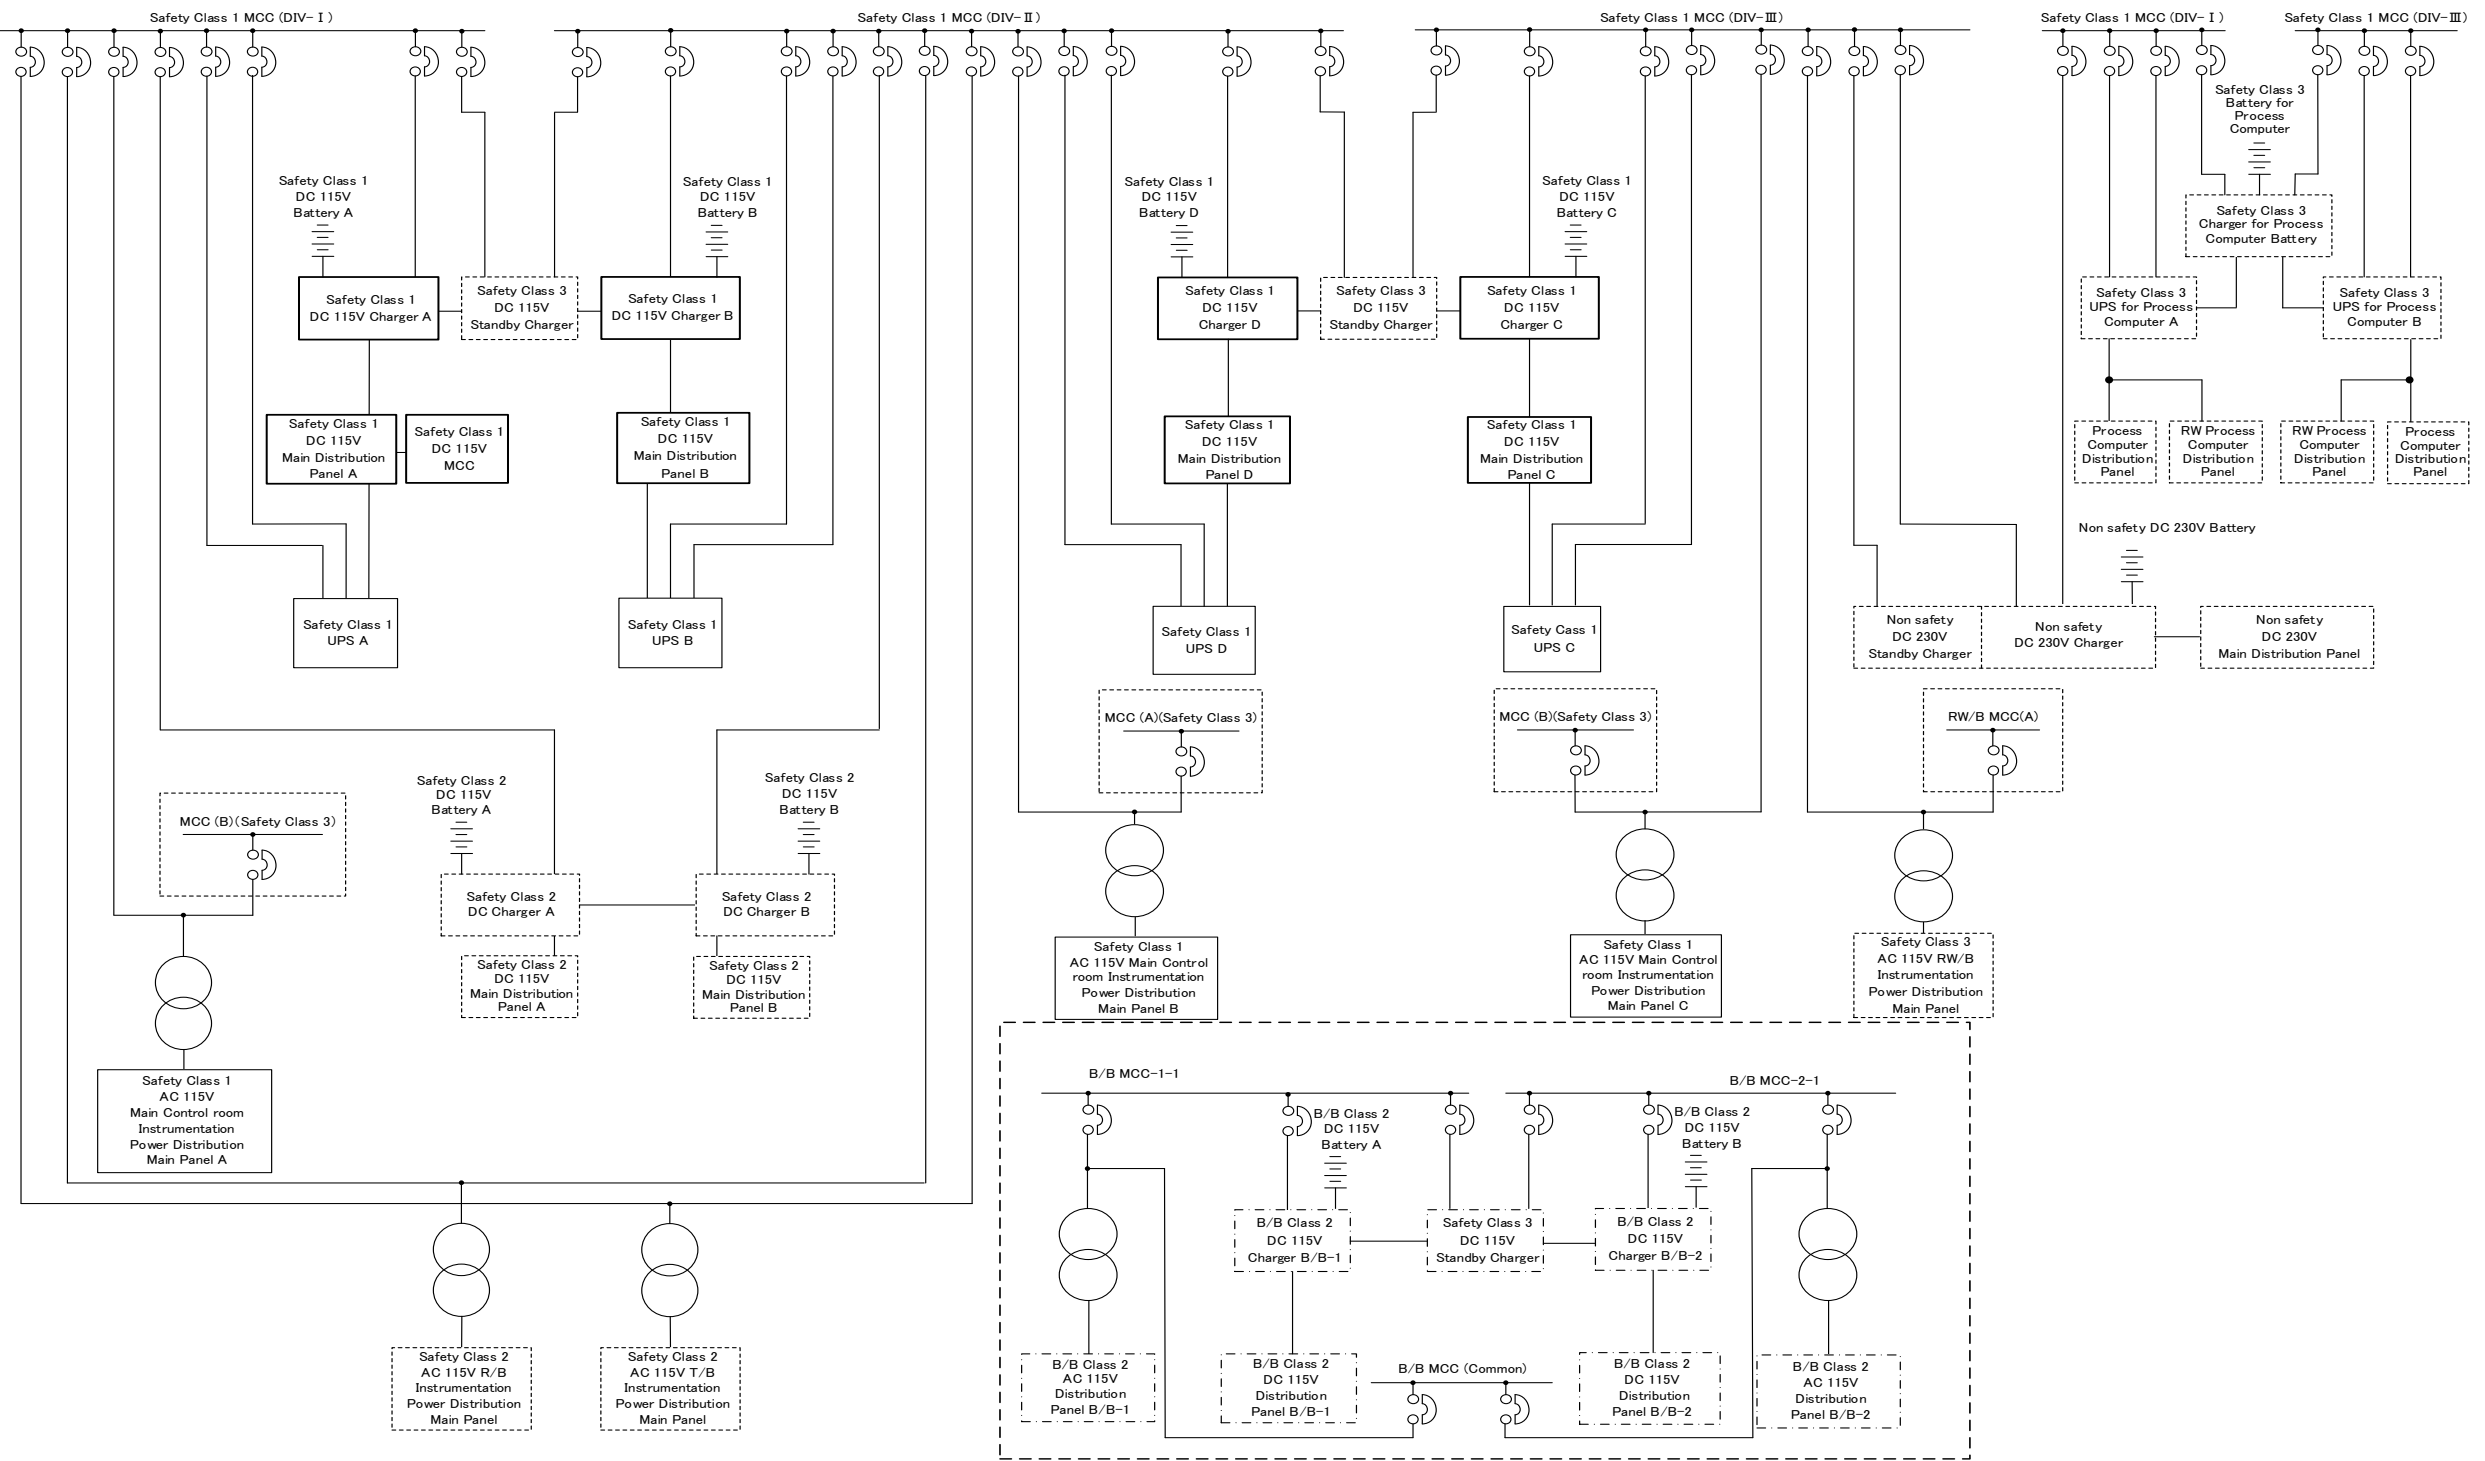 Safety Class 1 MCC (DIV-Ⅰ)
Safety Class 1 MCC (DIV-Ⅱ)
Safety Class 1 MCC (DIV-Ⅲ)
Safety Class 1 MCC (DIV-Ⅰ)
Safety Class 1 MCC (DIV-Ⅲ)
Safety Class 3
Battery for
Process
Computer
Safety Class 1
DC 115V
Battery A
Safety Class 1
DC 115V
Battery B
Safety Class 1
DC 115V
Battery D
Safety Class 1
DC 115V
Battery C
Safety Class 3
Charger for Process
Computer Battery
Safety Class 1
DC 115V Charger A
Safety Class 3
DC 115V
Standby Charger
Safety Class 1
DC 115V Charger B
Safety Class 1
DC 115V
Charger D
Safety Class 3
DC 115V
Standby Charger
Safety Class 1
DC 115V
Charger C
Safety Class 3
UPS for Process
Computer A
Safety Class 3
UPS for Process
Computer B
Safety Class 1
DC 115V
Main Distribution
Panel A
Safety Class 1
DC 115V
MCC
Safety Class 1
DC 115V
Main Distribution
Panel B
Safety Class 1
DC 115V
Main Distribution
Panel D
Safety Class 1
DC 115V
Main Distribution
Panel C
Process
Computer
Distribution
Panel
RW Process
Computer
Distribution
Panel
RW Process
Computer
Distribution
Panel
Process
Computer
Distribution
Panel
Non safety DC 230V Battery
Safety Class 1
UPS A
Safety Class 1
UPS B
Safety Class 1
UPS D
Safety Cass 1
UPS C
Non safety
DC 230V
Standby Charger
Non safety
DC 230V Charger
Non safety
DC 230V
Main Distribution Panel
MCC (A)(Safety Class 3)
MCC (B)(Safety Class 3)
RW/B MCC(A)
MCC (B)(Safety Class 3)
Safety Class 2
DC 115V
Battery A
Safety Class 2
DC 115V
Battery B
Safety Class 2
DC Charger A
Safety Class 2
DC Charger B
Safety Class 2
DC 115V
Main Distribution
Panel A
Safety Class 2
DC 115V
Main Distribution
Panel B
Safety Class 1
AC 115V Main Control
room Instrumentation
Power Distribution
Main Panel B
Safety Class 1
AC 115V Main Control
room Instrumentation
Power Distribution
Main Panel C
Safety Class 3
AC 115V RW/B
Instrumentation
Power Distribution
Main Panel
Safety Class 1
AC 115V
Main Control room
Instrumentation
Power Distribution
Main Panel A
B/B MCC-1-1
B/B MCC-2-1
B/B Class 2
DC 115V
Battery A
B/B Class 2
DC 115V
Battery B
B/B Class 2
DC 115V
Charger B/B-1
Safety Class 3
DC 115V
Standby Charger
B/B Class 2
DC 115V
Charger B/B-2
Safety Class 2
AC 115V R/B
Instrumentation
Power Distribution
Main Panel
Safety Class 2
AC 115V T/B
Instrumentation
Power Distribution
Main Panel
B/B Class 2
AC 115V
Distribution
Panel B/B-1
B/B Class 2
DC 115V
Distribution
Panel B/B-1
B/B MCC (Common)
B/B Class 2
DC 115V
Distribution
Panel B/B-2
B/B Class 2
AC 115V
Distribution
Panel B/B-2